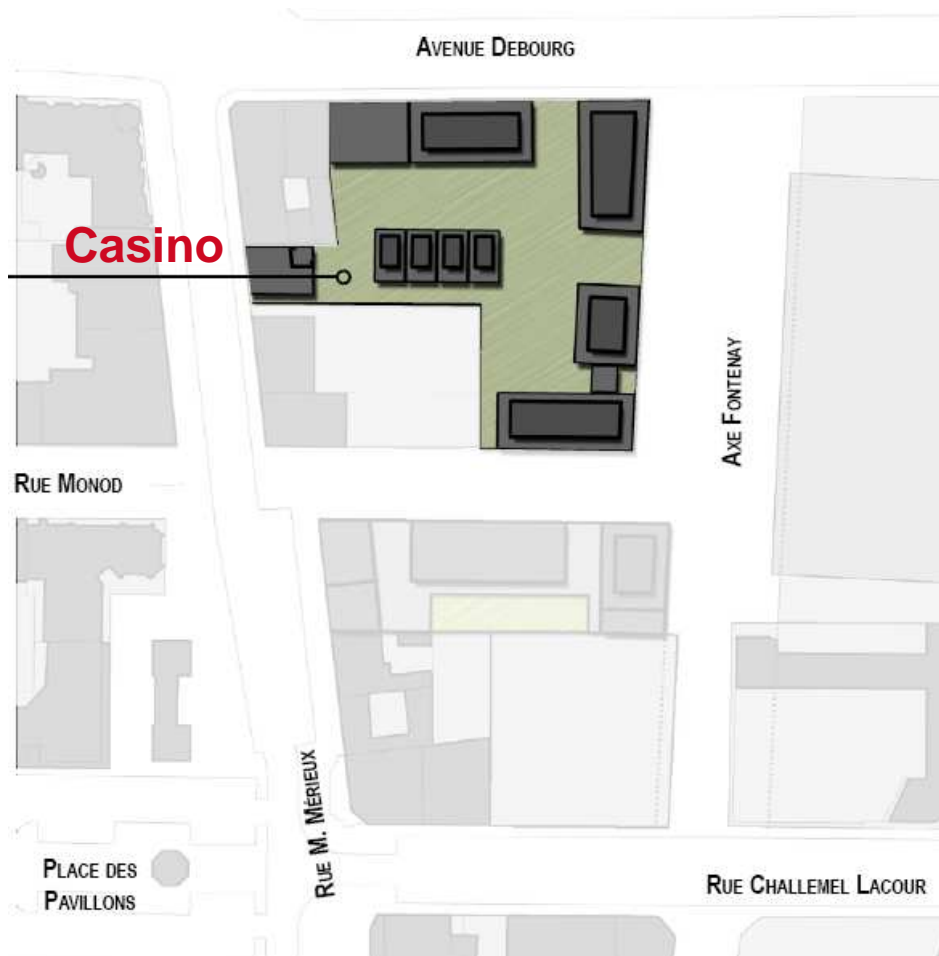 AVENUE DEBOURG
Casino
AXE FONTENAY
RUE MONOD
RUE M. MÉRIEUX
PLACE DES
PAVILLONS
RUE CHALLEMEL LACOUR